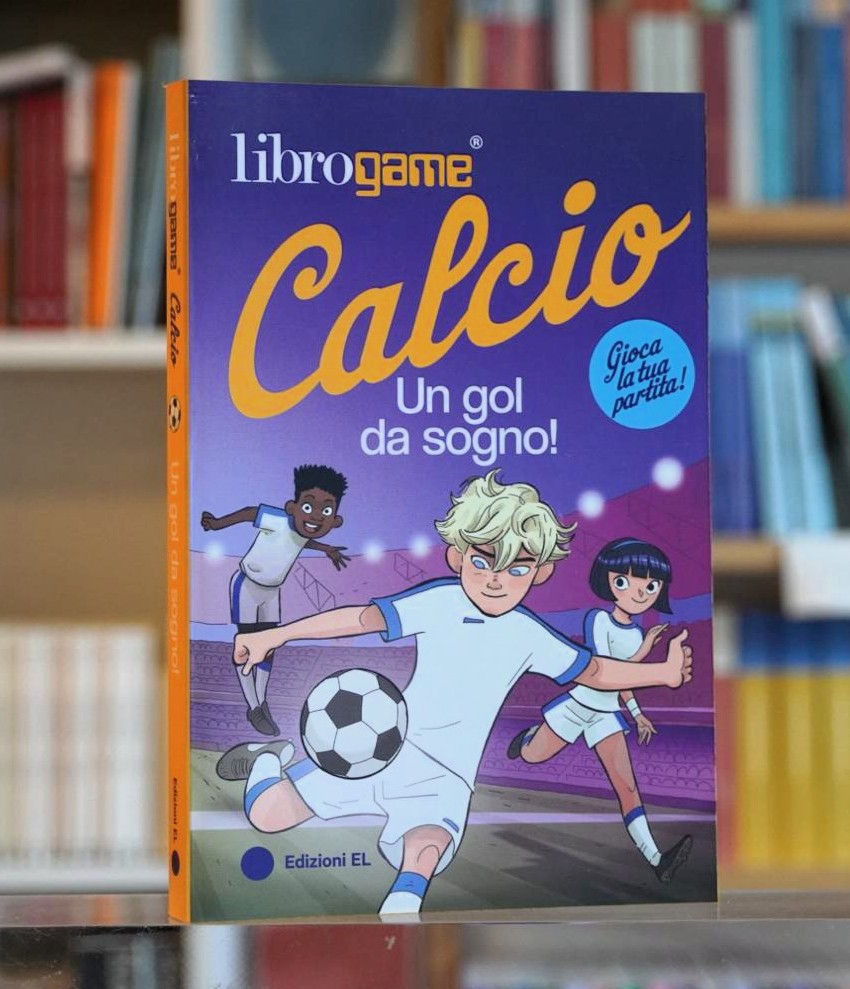 librogame®
Calcio
Un gol
da sogno!
Gioca
la tua
partita!
Edizioni EL
librogame® Calcio Un gol da sogno! Edizioni EL